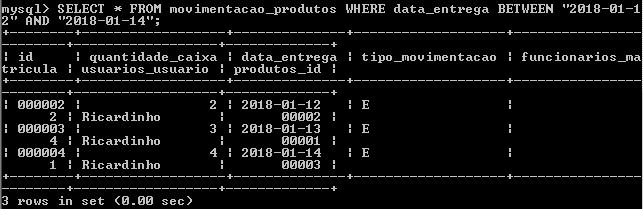 mysql> SELECT * FROM movimentacao_produtos WHERE data_entrega BETWEEN "2018-01-1
2" AND "2018-01-14";
+--------+----------------+--------------+-------------------+----------------
---------+------------------+-------------+
| id | quantidade_caixa | data_entrega | tipo_movimentacao | funcionarios_ma
tricula | usuarios_usuario | produtos_id |
+--------+----------------+--------------+-------------------+----------------
---------+------------------+-------------+
| 000002 | 2 | 2018-01-12 | E |
2 | Ricardinho | 00002 |
| 000003 | 3 | 2018-01-13 | E |
4 | Ricardinho | 00001 |
| 000004 | 4 | 2018-01-14 | E |
1 | Ricardinho | 00003 |
+--------+----------------+--------------+-------------------+----------------
---------+------------------+-------------+
3 rows in set (0.00 sec)